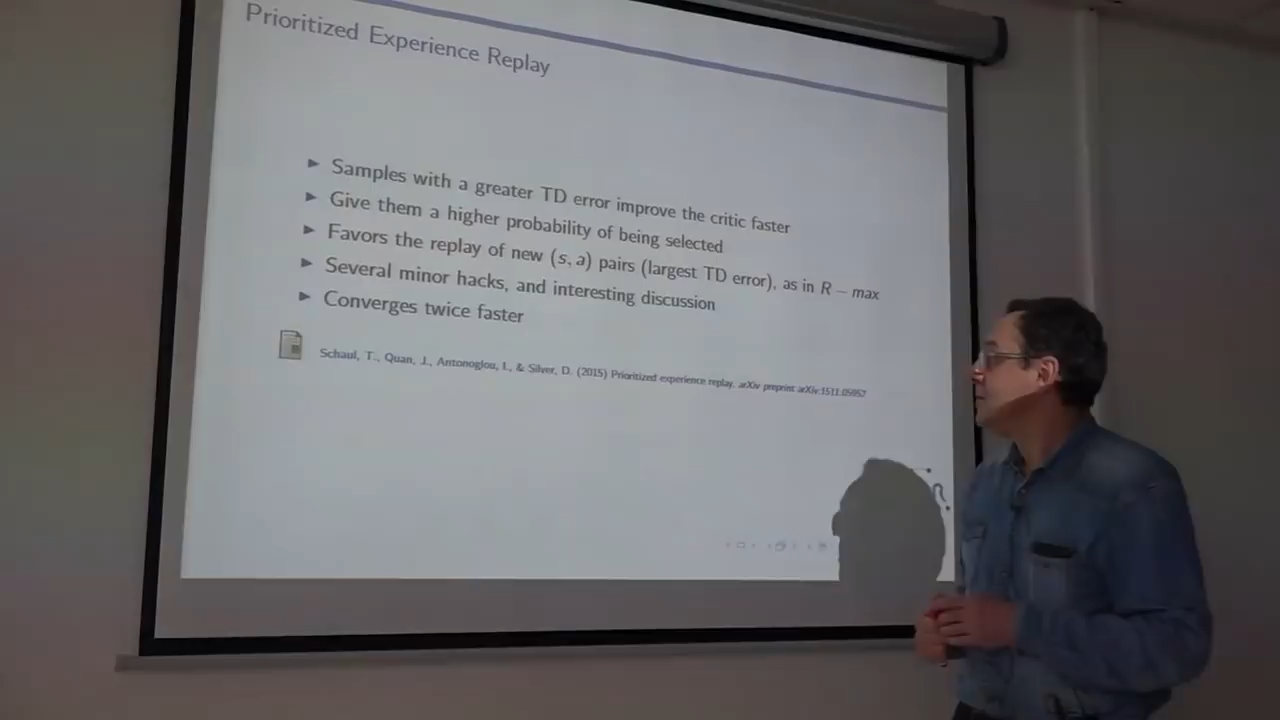 Prioritized Experience Replay
Samples with a greater TD error improve the critic faster
Give them a higher probability of being selected
Favors the replay of new (s, a) pairs (largest TD error), as in R − max
Several minor hacks, and interesting discussion
Converges twice faster
Schaul, T., Quan, J., Antonoglou, I., & Silver, D. (2015) Prioritized experience replay. arXiv preprint arXiv:1511.05952